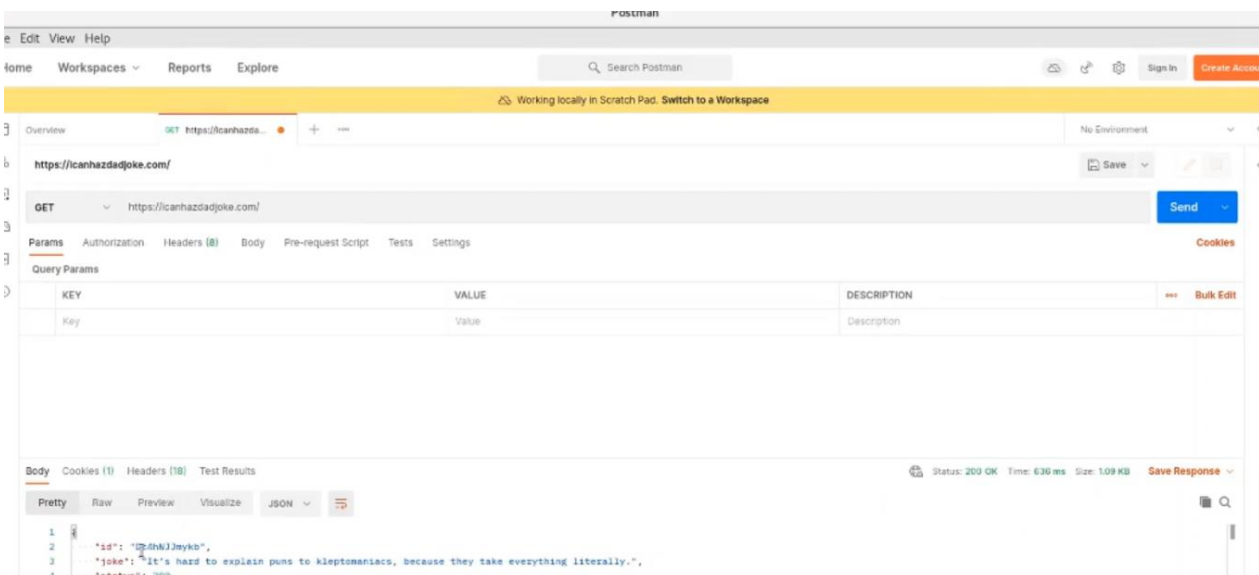 Postman
e Edit View Help
Home Workspaces Reports Explore Search Postman Sign In Create Accou
Working locally in Scratch Pad. Switch to a Workspace
Overview GET https://icanhazda... No Environment
https://icanhazdadjoke.com/ Save
GET https://icanhazdadjoke.com/ Send
Params Authorization Headers (8) Body Pre-request Script Tests Settings Cookies
Query Params
KEY VALUE DESCRIPTION ooo Bulk Edit
Key Value Description
Body Cookies (1) Headers (18) Test Results Status: 200 OK Time: 636 ms Size: 1.09 KB Save Response
Pretty Raw Preview Visualize JSON
1 {
2 "id":
3 "joke": "It's hard to explain puns to kleptomaniacs, because they take everything literally.",
4 "status": 200